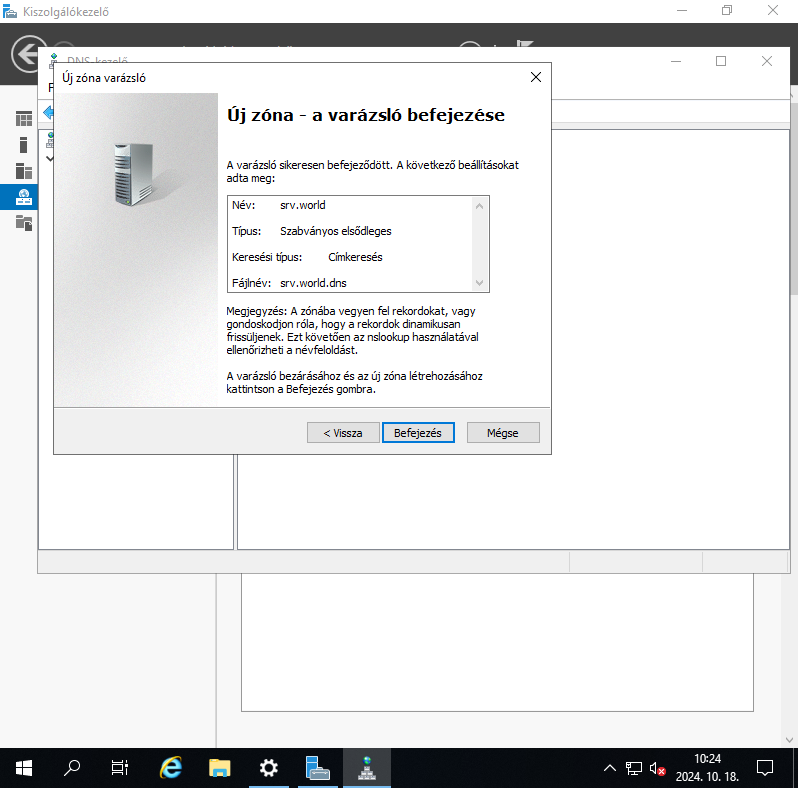 Kiszolgálókezelő
DNS-kezelő
Új zóna varázsló
Új zóna - a varázsló befejezése
A varázsló sikeresen befejeződött. A következő beállításokat
adta meg:
Név: srv.world
Típus: Szabványos elsődleges
Keresési típus: Címkeresés
Fájlnév: srv.world.dns
Megjegyzés: A zónába vegyen fel rekordokat, vagy
gondoskodjon róla, hogy a rekordok dinamikusan
frissüljenek. Ezt követően az nslookup használatával
ellenőrizheti a névfeloldást.
A varázsló bezárásához és az új zóna létrehozásához
kattintson a Befejezés gombra.
< Vissza
Befejezés
Mégse
10:24
2024. 10. 18.